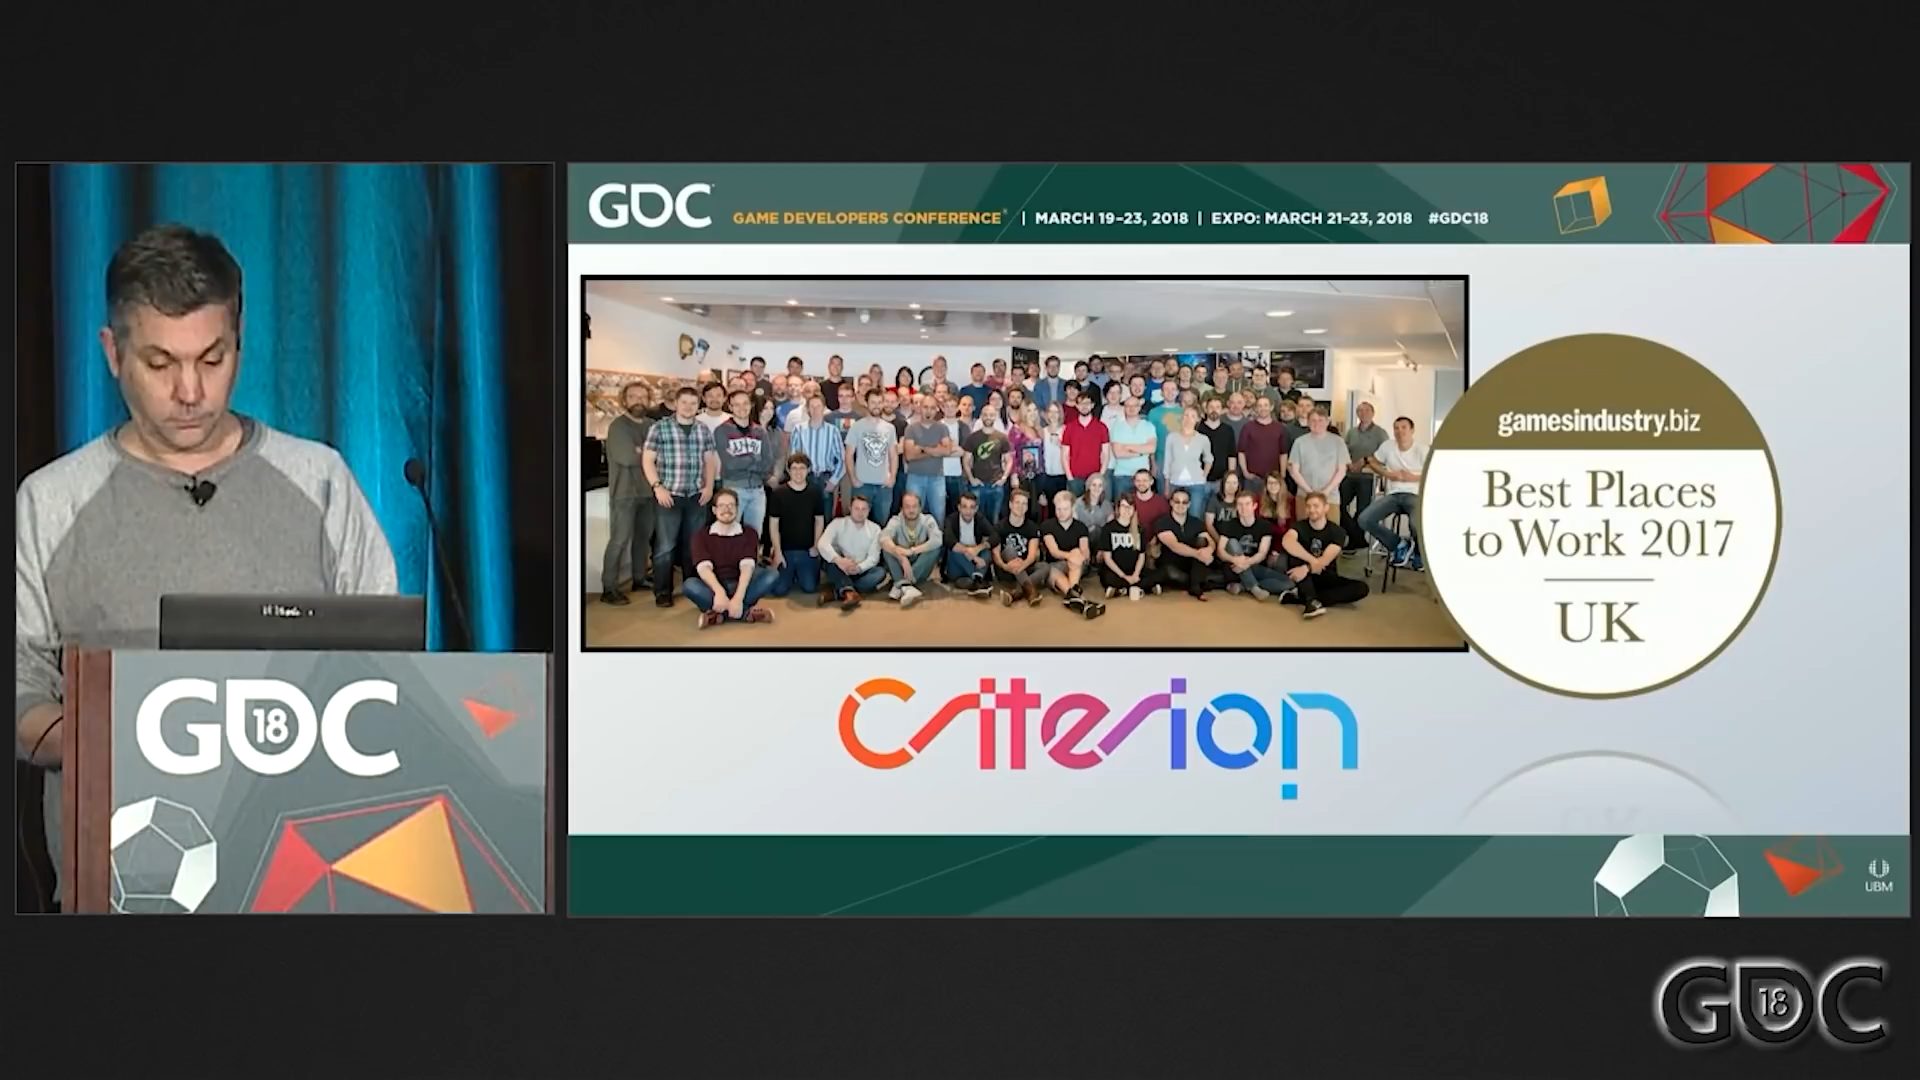 GDC
GAME DEVELOPERS CONFERENCE® | MARCH 19–23, 2018 | EXPO: MARCH 21–23, 2018 #GDC18
gamesindustry.biz
Best Places
to Work 2017
UK
criterion
GDC
18
UBM
GDC
18